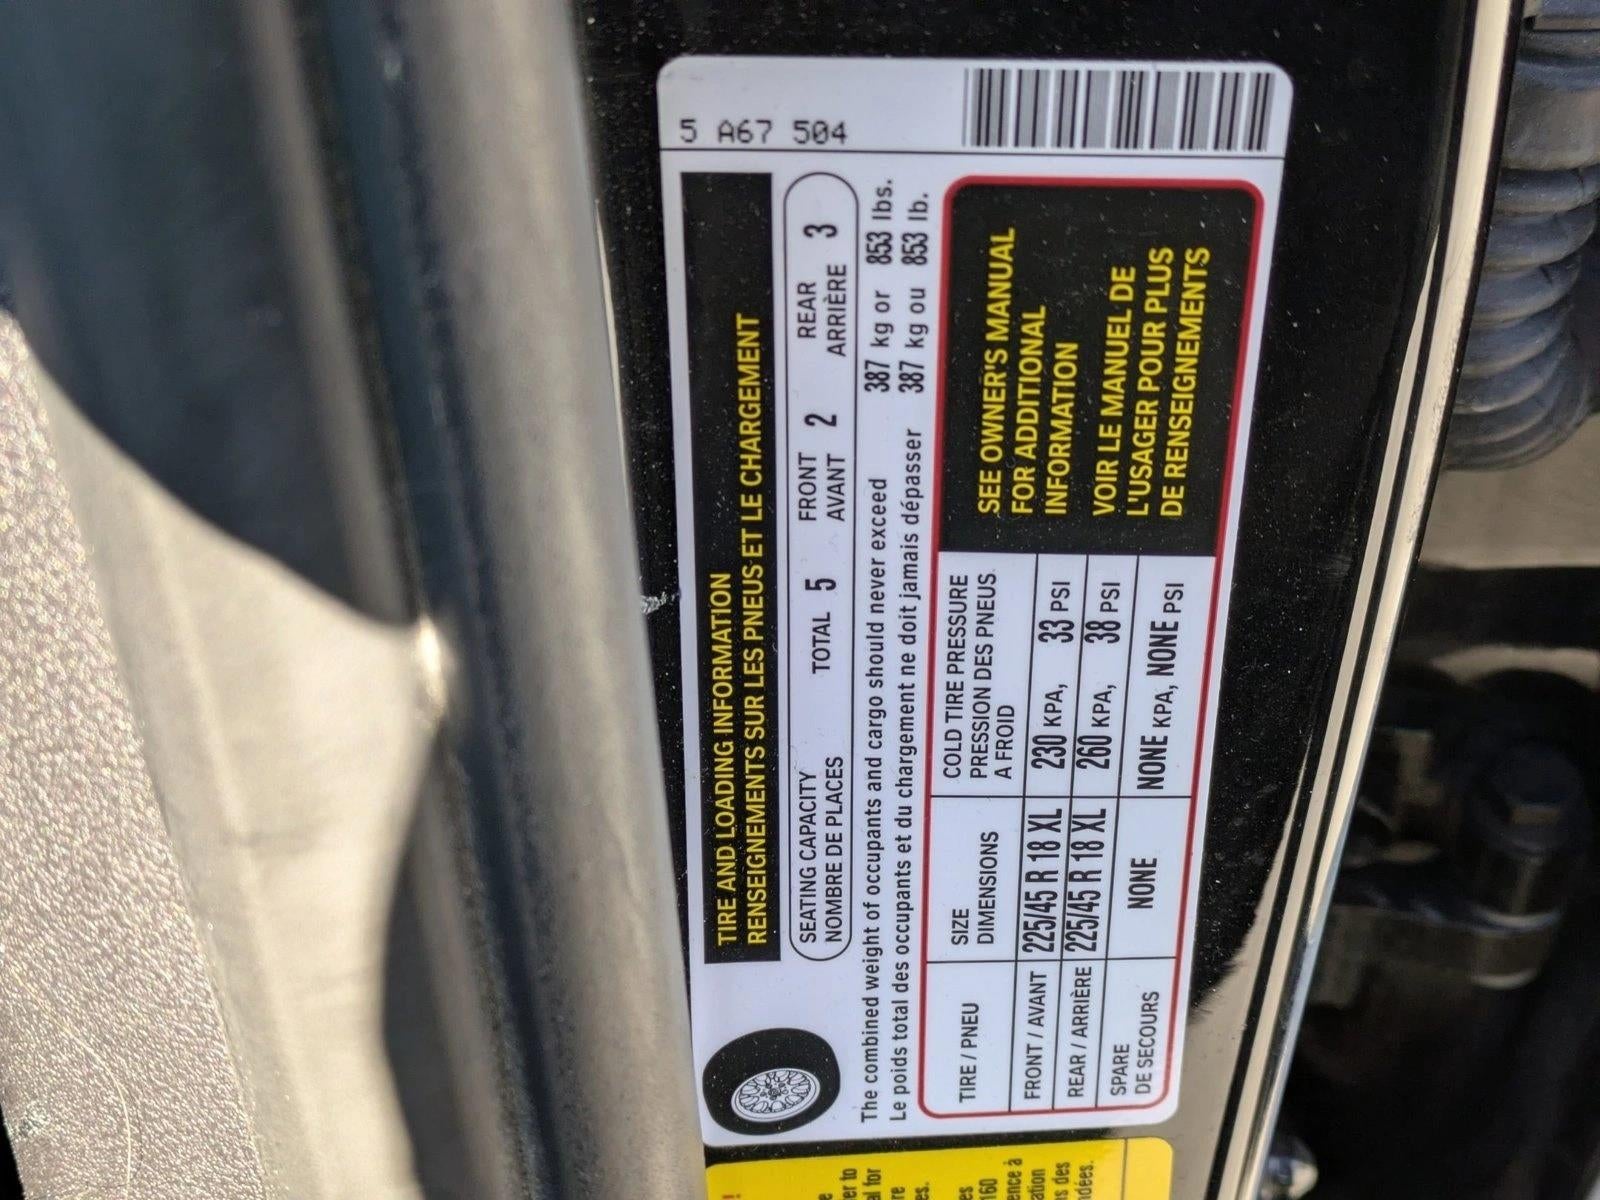 5 A67 504
TIRE AND LOADING INFORMATION
RENSEIGNEMENTS SUR LES PNEUS ET LE CHARGEMENT
SEATING CAPACITY
NOMBRE DE PLACES
TOTAL 5
FRONT
AVANT 2
REAR
ARRIÈRE 3
The combined weight of occupants and cargo should never exceed 387 kg or 853 lbs.
Le poids total des occupants et du chargement ne doit jamais dépasser 387 kg ou 853 lb.
TIRE / PNEU
SIZE
DIMENSIONS
COLD TIRE PRESSURE
PRESSION DES PNEUS
A FROID
FRONT / AVANT 225/45 R 18 XL 230 KPA, 33 PSI
REAR / ARRIÈRE 225/45 R 18 XL 260 KPA, 38 PSI
SPARE
DE SECOURS
NONE NONE KPA, NONE PSI
SEE OWNER'S MANUAL
FOR ADDITIONAL
INFORMATION
VOIR LE MANUEL DE
L'USAGER POUR PLUS
DE RENSEIGNEMENTS
!